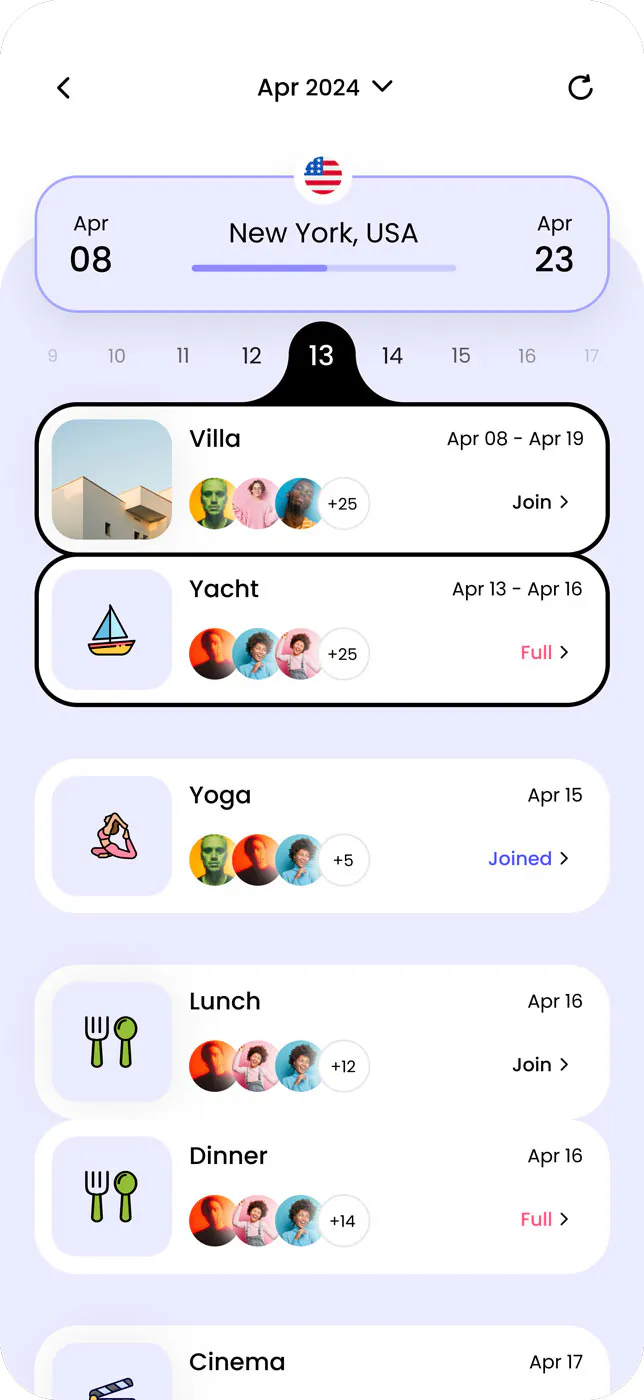 Apr 2024
Apr
08
New York, USA
Apr
23
9 10 11 12 13 14 15 16 17
Villa
Apr 08 - Apr 19
+25
Join
Yacht
Apr 13 - Apr 16
+25
Full
Yoga
Apr 15
+5
Joined
Lunch
Apr 16
+12
Join
Dinner
Apr 16
+14
Full
Cinema
Apr 17